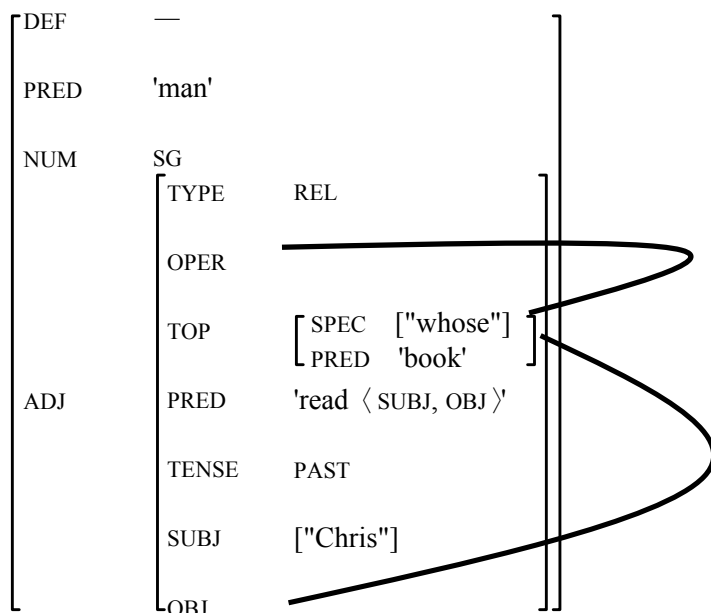 DEF —
PRED 'man'
NUM SG
TYPE REL
OPER
TOP SPEC ["whose"]
PRED 'book'
ADJ PRED 'read〈SUBJ, OBJ〉'
TENSE PAST
SUBJ ["Chris"]
OBJ